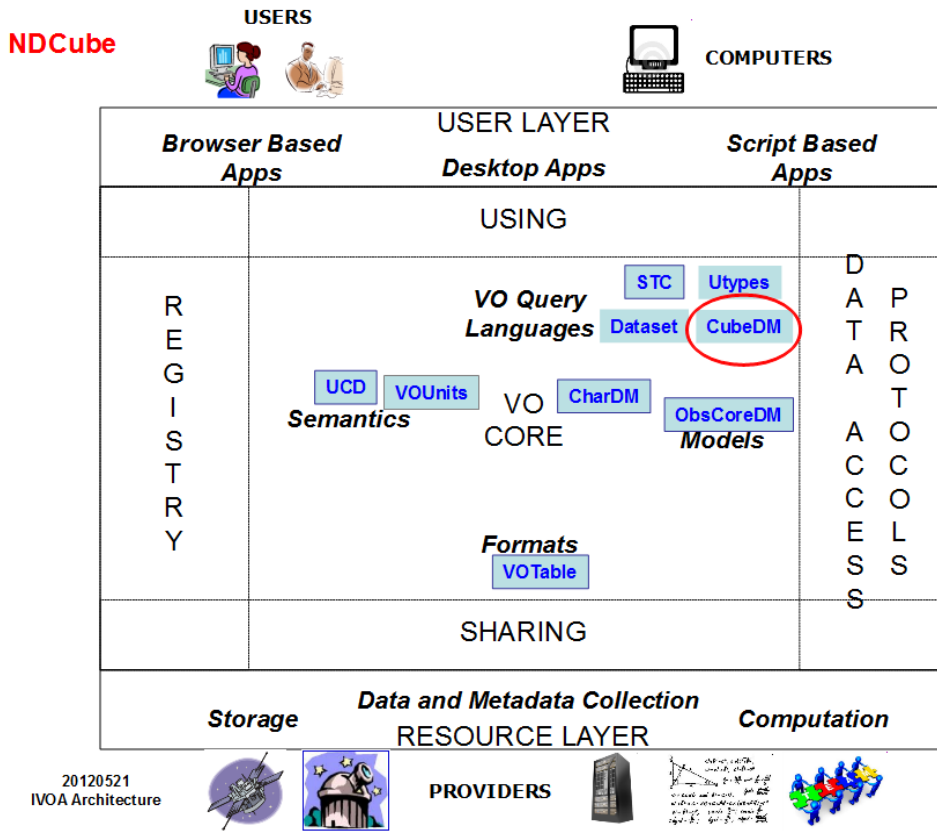 USERS
NDCube
COMPUTERS
USER LAYER
Browser Based
Apps
Desktop Apps
Script Based
Apps
USING
REGISTRY
VO Query
Languages
STC
Utypes
Dataset
CubeDM
UCD
VOUnits
Semantics
VO
CORE
CharDM
ObsCoreDM
Models
Formats
VOTable
DATA ACCESS
PROTOCOLS
SHARING
Storage
Data and Metadata Collection
Computation
RESOURCE LAYER
20120521
IVOA Architecture
PROVIDERS